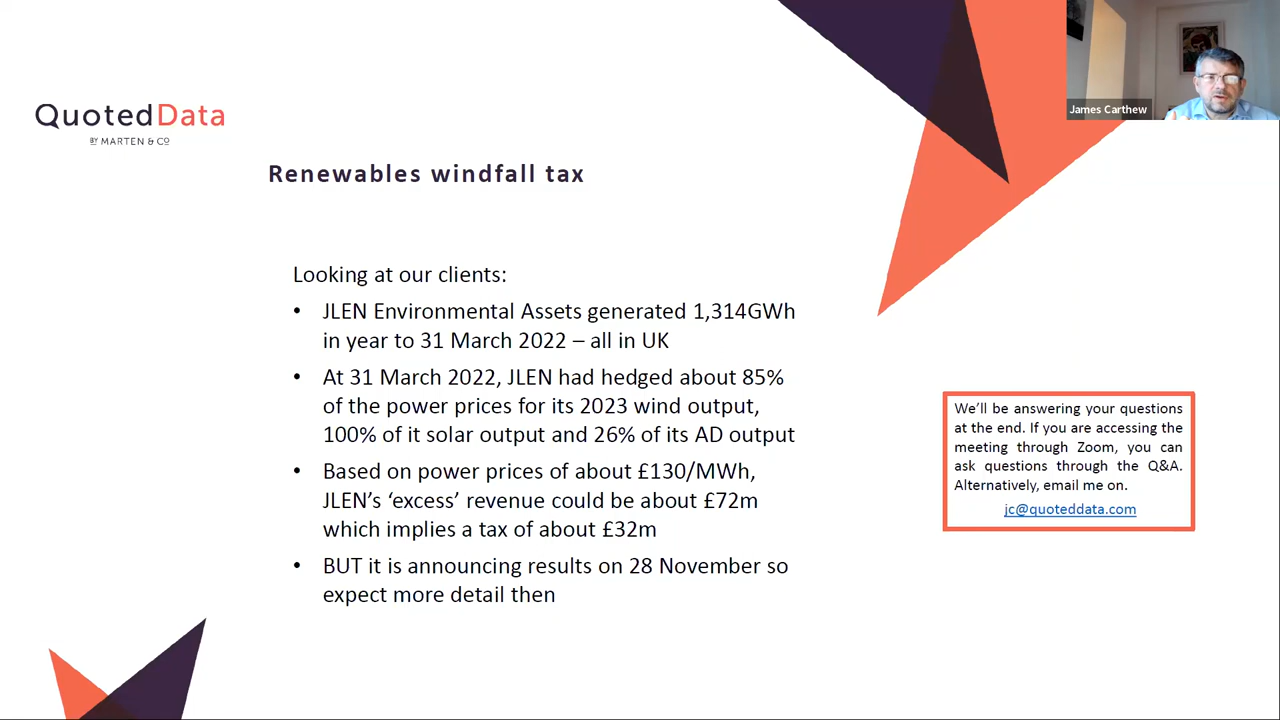 James Carthew
QuotedData
BY MARTEN & CO
Renewables windfall tax
Looking at our clients:
• JLEN Environmental Assets generated 1,314GWh
in year to 31 March 2022 – all in UK
• At 31 March 2022, JLEN had hedged about 85%
of the power prices for its 2023 wind output,
100% of it solar output and 26% of its AD output
• Based on power prices of about £130/MWh,
JLEN’s ‘excess’ revenue could be about £72m
which implies a tax of about £32m
• BUT it is announcing results on 28 November so
expect more detail then
We’ll be answering your questions
at the end. If you are accessing the
meeting through Zoom, you can
ask questions through the Q&A.
Alternatively, email me on.
jc@quoteddata.com